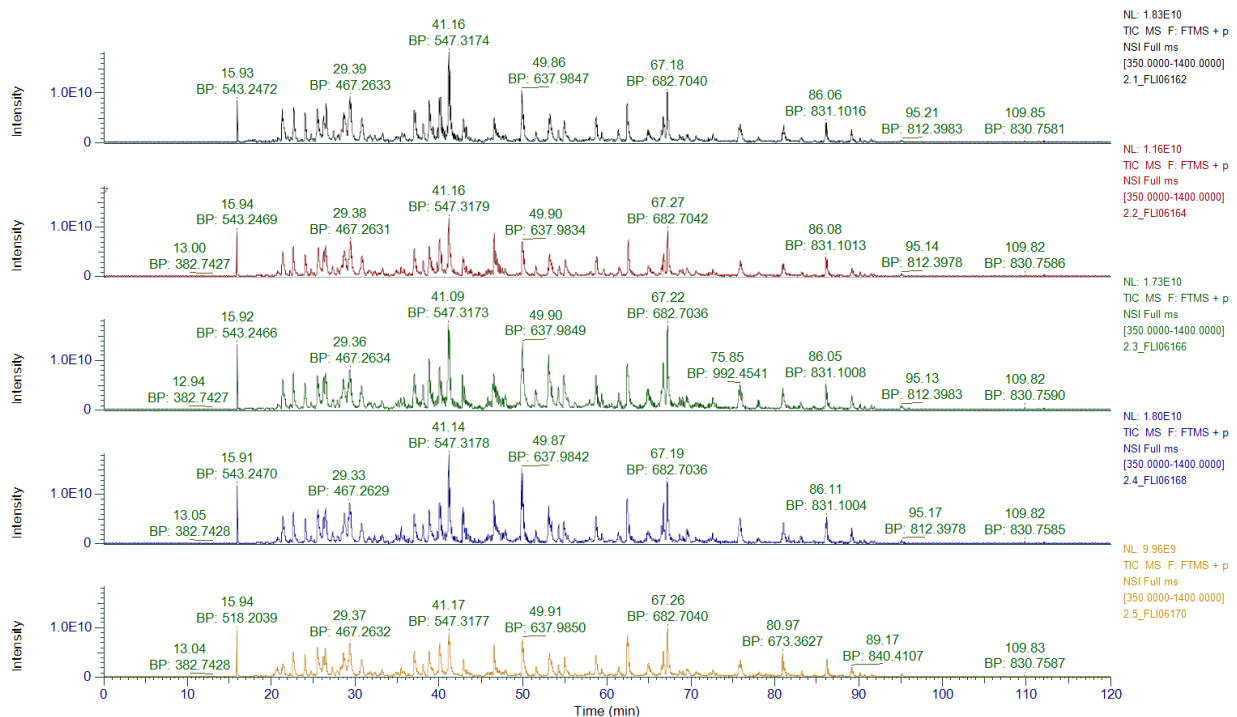 NL: 1.83E10
TIC MS F: FTMS + p
NSI Full ms
[350.0000-1400.0000]
2.1_FLI06162
Intensity
1.0E10
0
15.93
BP: 543.2472
29.39
BP: 467.2633
41.16
BP: 547.3174
49.86
BP: 637.9847
67.18
BP: 682.7040
86.06
BP: 831.1016
95.21
BP: 812.3983
109.85
BP: 830.7581
NL: 1.16E10
TIC MS F: FTMS + p
NSI Full ms
[350.0000-1400.0000]
2.2_FLI06164
Intensity
1.0E10
0
13.00
BP: 382.7427
15.94
BP: 543.2469
29.38
BP: 467.2631
41.16
BP: 547.3179
49.90
BP: 637.9834
67.27
BP: 682.7042
86.08
BP: 831.1013
95.14
BP: 812.3978
109.82
BP: 830.7586
NL: 1.73E10
TIC MS F: FTMS + p
NSI Full ms
[350.0000-1400.0000]
2.3_FLI06166
Intensity
1.0E10
0
12.94
BP: 382.7427
15.92
BP: 543.2466
29.36
BP: 467.2634
41.09
BP: 547.3173
49.90
BP: 637.9849
67.22
BP: 682.7036
75.85
BP: 992.4541
86.05
BP: 831.1008
95.13
BP: 812.3983
109.82
BP: 830.7590
NL: 1.80E10
TIC MS F: FTMS + p
NSI Full ms
[350.0000-1400.0000]
2.4_FLI06168
Intensity
1.0E10
0
13.05
BP: 382.7428
15.91
BP: 543.2470
29.33
BP: 467.2629
41.14
BP: 547.3178
49.87
BP: 637.9842
67.19
BP: 682.7036
86.11
BP: 831.1004
95.17
BP: 812.3978
109.82
BP: 830.7585
NL: 9.96E9
TIC MS F: FTMS + p
NSI Full ms
[350.0000-1400.0000]
2.5_FLI06170
Intensity
1.0E10
0
13.04
BP: 382.7428
15.94
BP: 518.2039
29.37
BP: 467.2632
41.17
BP: 547.3177
49.91
BP: 637.9850
67.26
BP: 682.7040
80.97
BP: 673.3627
89.17
BP: 840.4107
109.83
BP: 830.7587
0 10 20 30 40 50 60 70 80 90 100 110 120
Time (min)